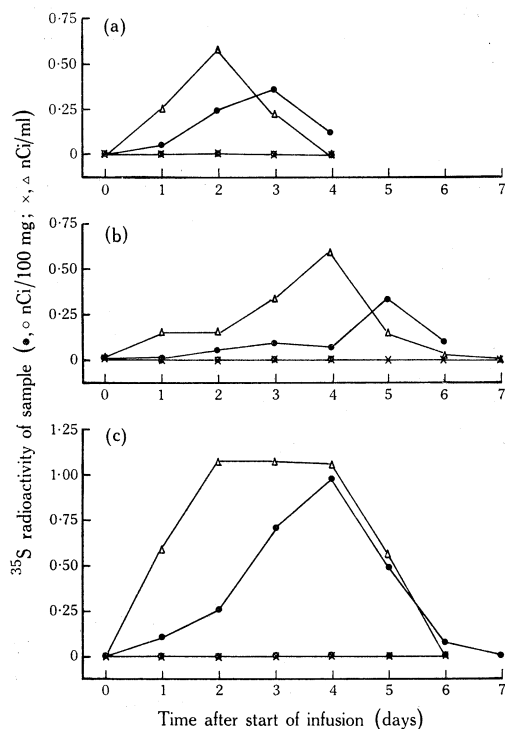 ³⁵S radioactivity of sample (●,○ nCi/100 mg; ×,△ nCi/ml)
(a)
0·75
0·50
0·25
0
0 1 2 3 4 5 6 7
(b)
0·75
0·50
0·25
0
0 1 2 3 4 5 6 7
(c)
1·25
1·00
0·75
0·50
0·25
0
0 1 2 3 4 5 6 7
Time after start of infusion (days)